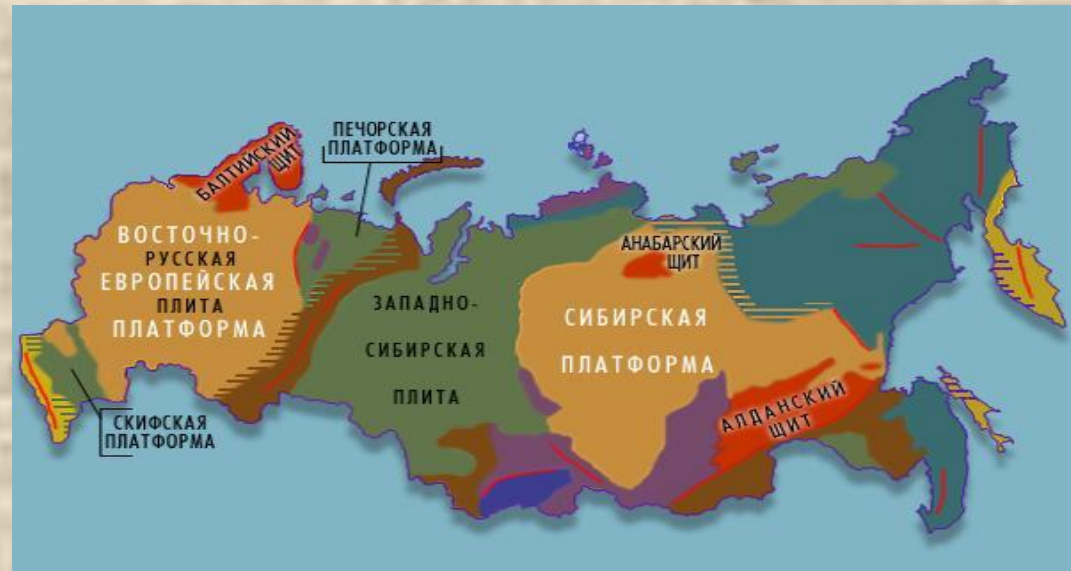 БАЛТИЙСКИЙ
ЩИТ
ПЕЧОРСКАЯ
ПЛАТФОРМА
ВОСТОЧНО-
РУССКАЯ
ЕВРОПЕЙСКАЯ
ПЛИТА
ПЛАТФОРМА
СКИФСКАЯ
ПЛАТФОРМА
ЗАПАДНО-
СИБИРСКАЯ
ПЛИТА
АНАБАРСКИЙ
ЩИТ
СИБИРСКАЯ
ПЛАТФОРМА
АЛДАНСКИЙ
ЩИТ